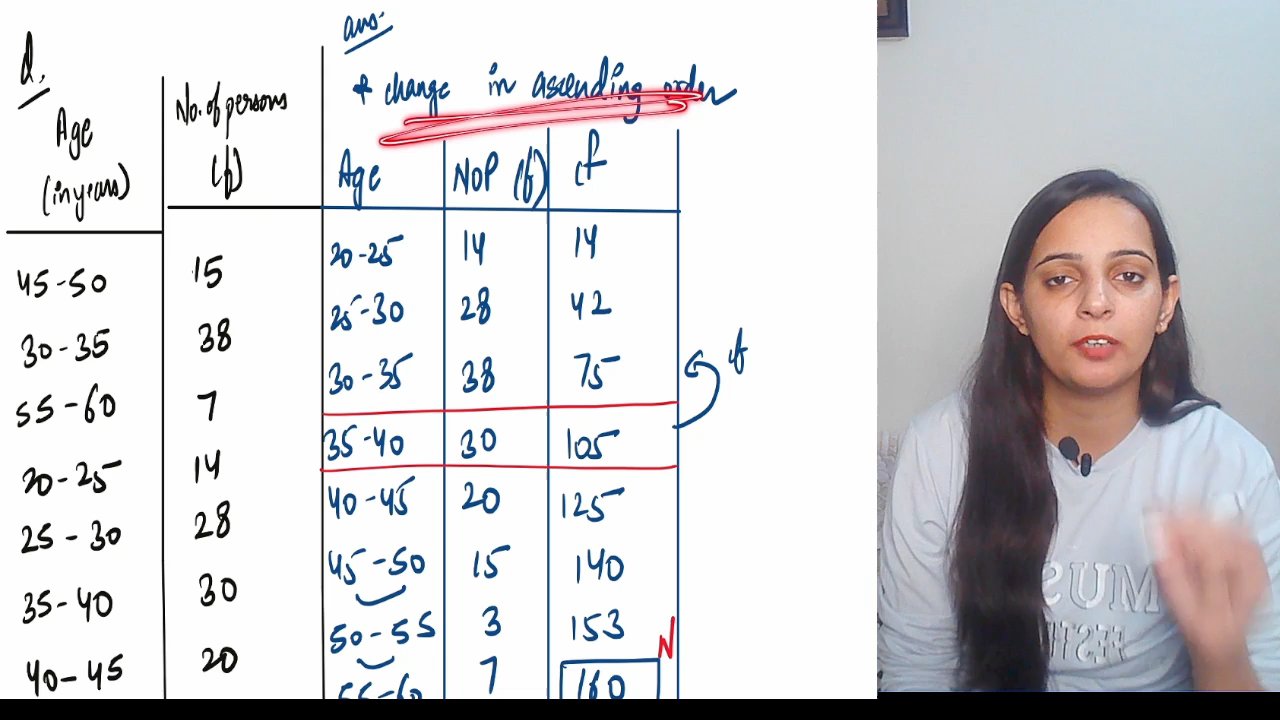 Q.
Age (in years) No. of persons (f)
45-50 15
30-35 38
55-60 7
20-25 14
25-30 28
35-40 30
40-45 20
ans.
* change in ascending order
Age NOP (f) cf
20-25 14 14
25-30 28 42
30-35 38 75
35-40 30 105
40-45 20 125
45-50 15 140
50-55 3 153
55-60 7 160
cf
N
MUS